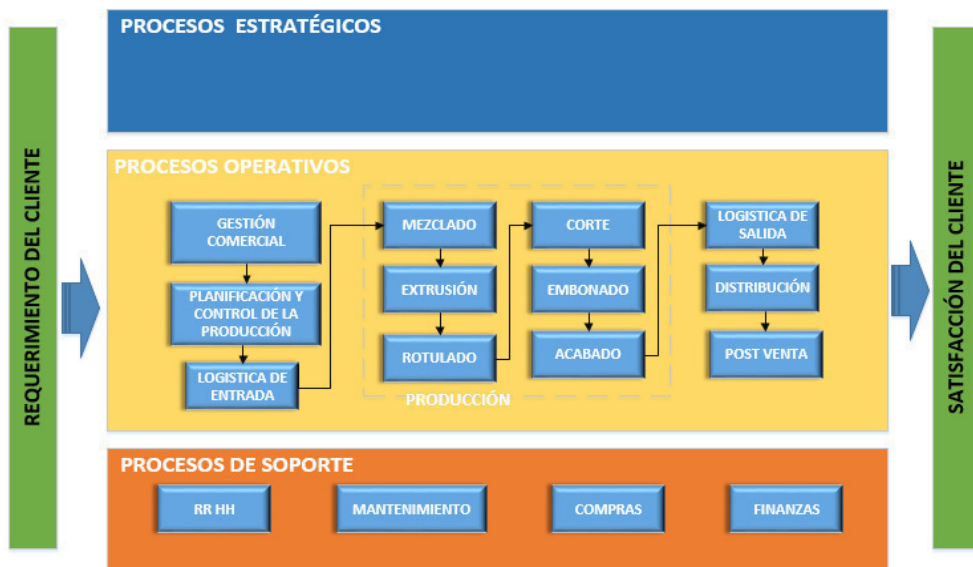 REQUERIMIENTO DEL CLIENTE
PROCESOS ESTRATÉGICOS
PROCESOS OPERATIVOS
GESTIÓN
COMERCIAL
PLANIFICACIÓN Y
CONTROL DE LA
PRODUCCIÓN
LOGISTICA DE
ENTRADA
MEZCLADO
EXTRUSIÓN
ROTULADO
CORTE
EMBONADO
ACABADO
PRODUCCIÓN
LOGISTICA DE
SALIDA
DISTRIBUCIÓN
POST VENTA
PROCESOS DE SOPORTE
RR HH
MANTENIMIENTO
COMPRAS
FINANZAS
SATISFACCIÓN DEL CLIENTE